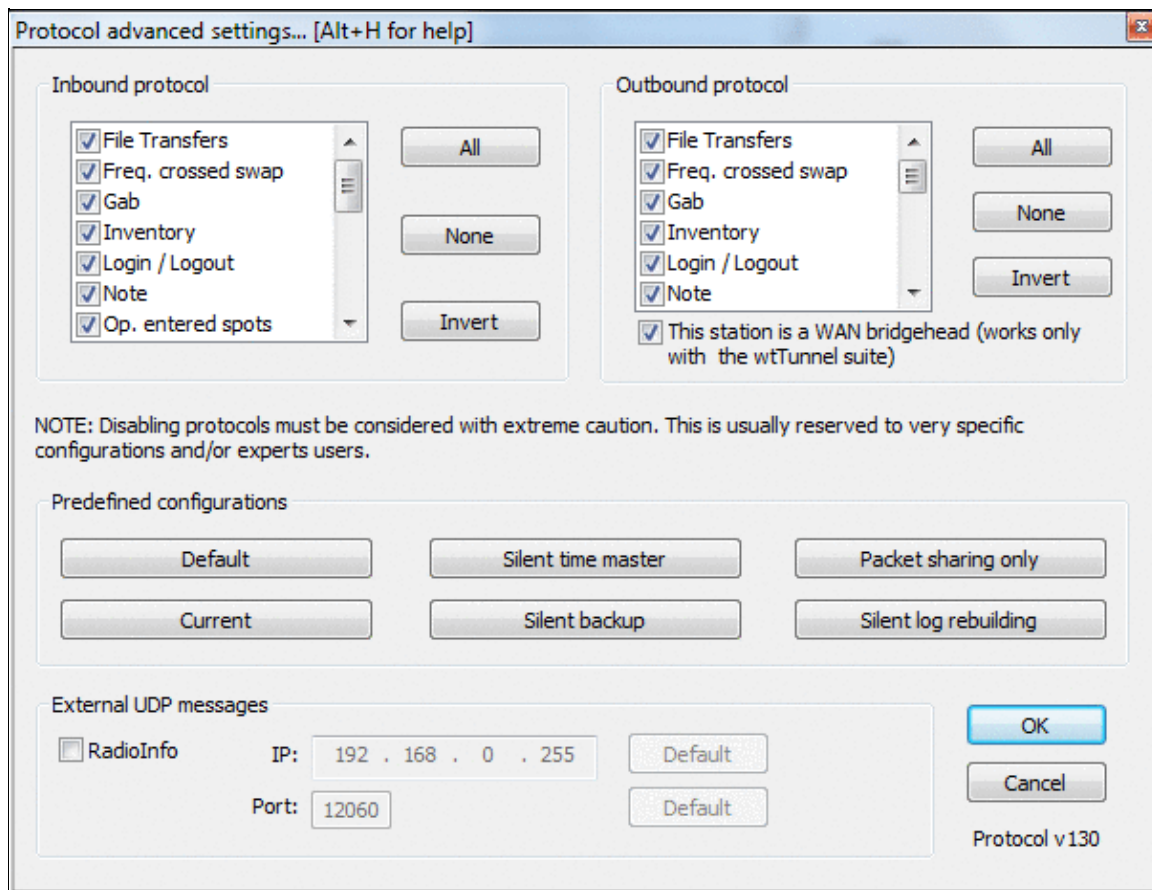 Protocol advanced settings... [Alt+H for help]
Inbound protocol
File Transfers
Freq. crossed swap
Gab
Inventory
Login / Logout
Note
Op. entered spots
All
None
Invert
Outbound protocol
File Transfers
Freq. crossed swap
Gab
Inventory
Login / Logout
Note
All
None
Invert
This station is a WAN bridgehead (works only
with the wtTunnel suite)
NOTE: Disabling protocols must be considered with extreme caution. This is usually reserved to very specific
configurations and/or experts users.
Predefined configurations
Default
Silent time master
Packet sharing only
Current
Silent backup
Silent log rebuilding
External UDP messages
RadioInfo
IP: 192 . 168 . 0 . 255 Default
Port: 12060 Default
OK
Cancel
Protocol v130